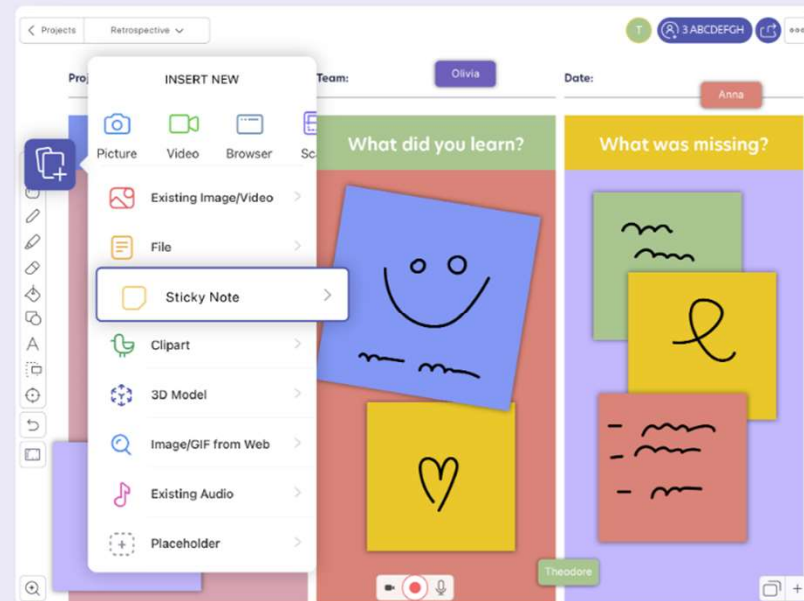 Projects
Retrospective
T
3 ABCDEFGH
Team:
Olivia
Date:
Anna
INSERT NEW
Picture
Video
Browser
What did you learn?
What was missing?
Existing Image/Video
File
Sticky Note
Clipart
3D Model
Image/GIF from Web
Existing Audio
Placeholder
Theodore